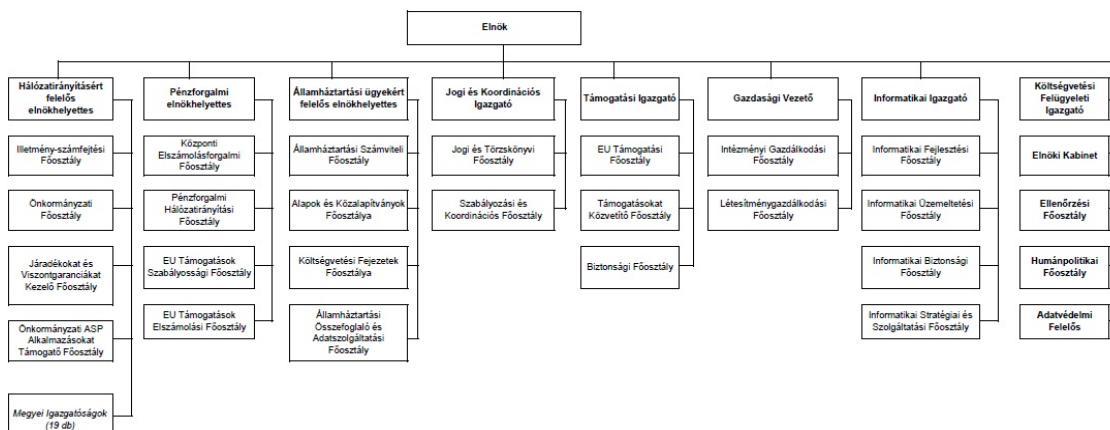 Elnök
Hálózatirányításért
felelős
elnökhelyettes
Illetmény-számfejtési
Főosztály
Önkormányzati
Főosztály
Járadékokat és
Viszontgaranciákat
Kezelő Főosztály
Önkormányzati ASP
Alkalmazásokat
Támogató Főosztály
Megyei Igazgatóságok
(19 db)
Pénzforgalmi
elnökhelyettes
Központi
Elszámolásforgalmi
Főosztály
Pénzforgalmi
Hálózatirányítási
Főosztály
EU Támogatások
Szabályossági Főosztály
EU Támogatások
Elszámolási Főosztály
Államháztartási ügyekért
felelős elnökhelyettes
Államháztartási Számviteli
Főosztály
Alapok és Közalapítványok
Főosztálya
Költségvetési Fejezetek
Főosztálya
Államháztartási
Összefoglaló és
Adatszolgáltatási
Főosztály
Jogi és Koordinációs
Igazgató
Jogi és Törzskönyvi
Főosztály
Szabályozási és
Koordinációs Főosztály
Támogatási Igazgató
EU Támogatási
Főosztály
Támogatásokat
Közvetítő Főosztály
Biztonsági Főosztály
Gazdasági Vezető
Intézményi Gazdálkodási
Főosztály
Létesítménygazdálkodási
Főosztály
Informatikai Igazgató
Informatikai Fejlesztési
Főosztály
Informatikai Üzemeltetési
Főosztály
Informatikai Biztonsági
Főosztály
Informatikai Stratégiai és
Szolgáltatási Főosztály
Költségvetési
Felügyeleti
Igazgató
Elnöki Kabinet
Ellenőrzési
Főosztály
Humánpolitikai
Főosztály
Adatvédelmi
Felelős